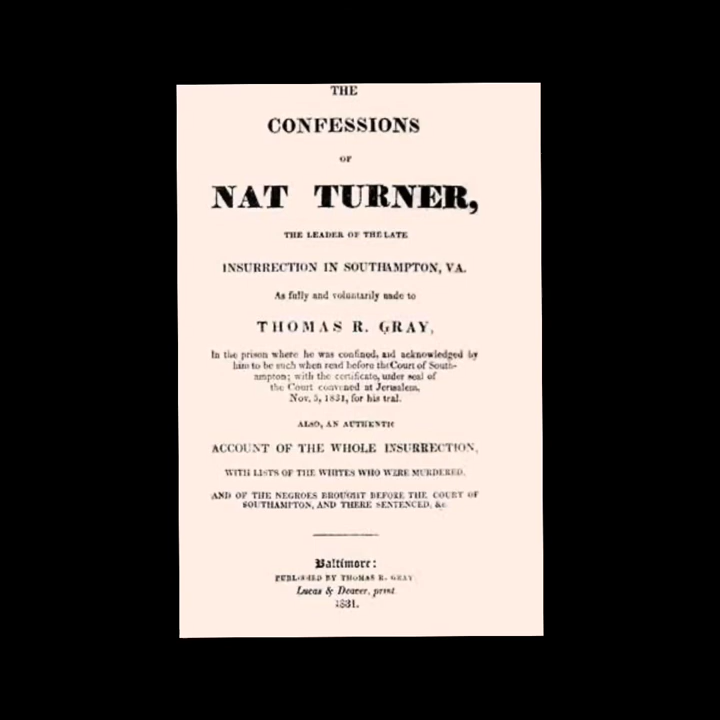 THE
CONFESSIONS
OF
NAT TURNER,
THE LEADER OF THE LATE
INSURRECTION IN SOUTHAMPTON, VA.
As fully and voluntarily made to
THOMAS R. GRAY,
In the prison where he was confined, and acknowledged by
him to be such when read before the Court of South-
ampton; with the certificate, under seal of
the Court convened at Jerusalem,
Nov. 5, 1831, for his trial.
ALSO, AN AUTHENTIC
ACCOUNT OF THE WHOLE INSURRECTION,
WITH LISTS OF THE WHITES WHO WERE MURDERED,
AND OF THE NEGROES BROUGHT BEFORE THE COURT OF
SOUTHAMPTON, AND THERE SENTENCED, &c.
Baltimore:
PUBLISHED BY THOMAS R. GRAY
Lucas & Deaver, print
1831.